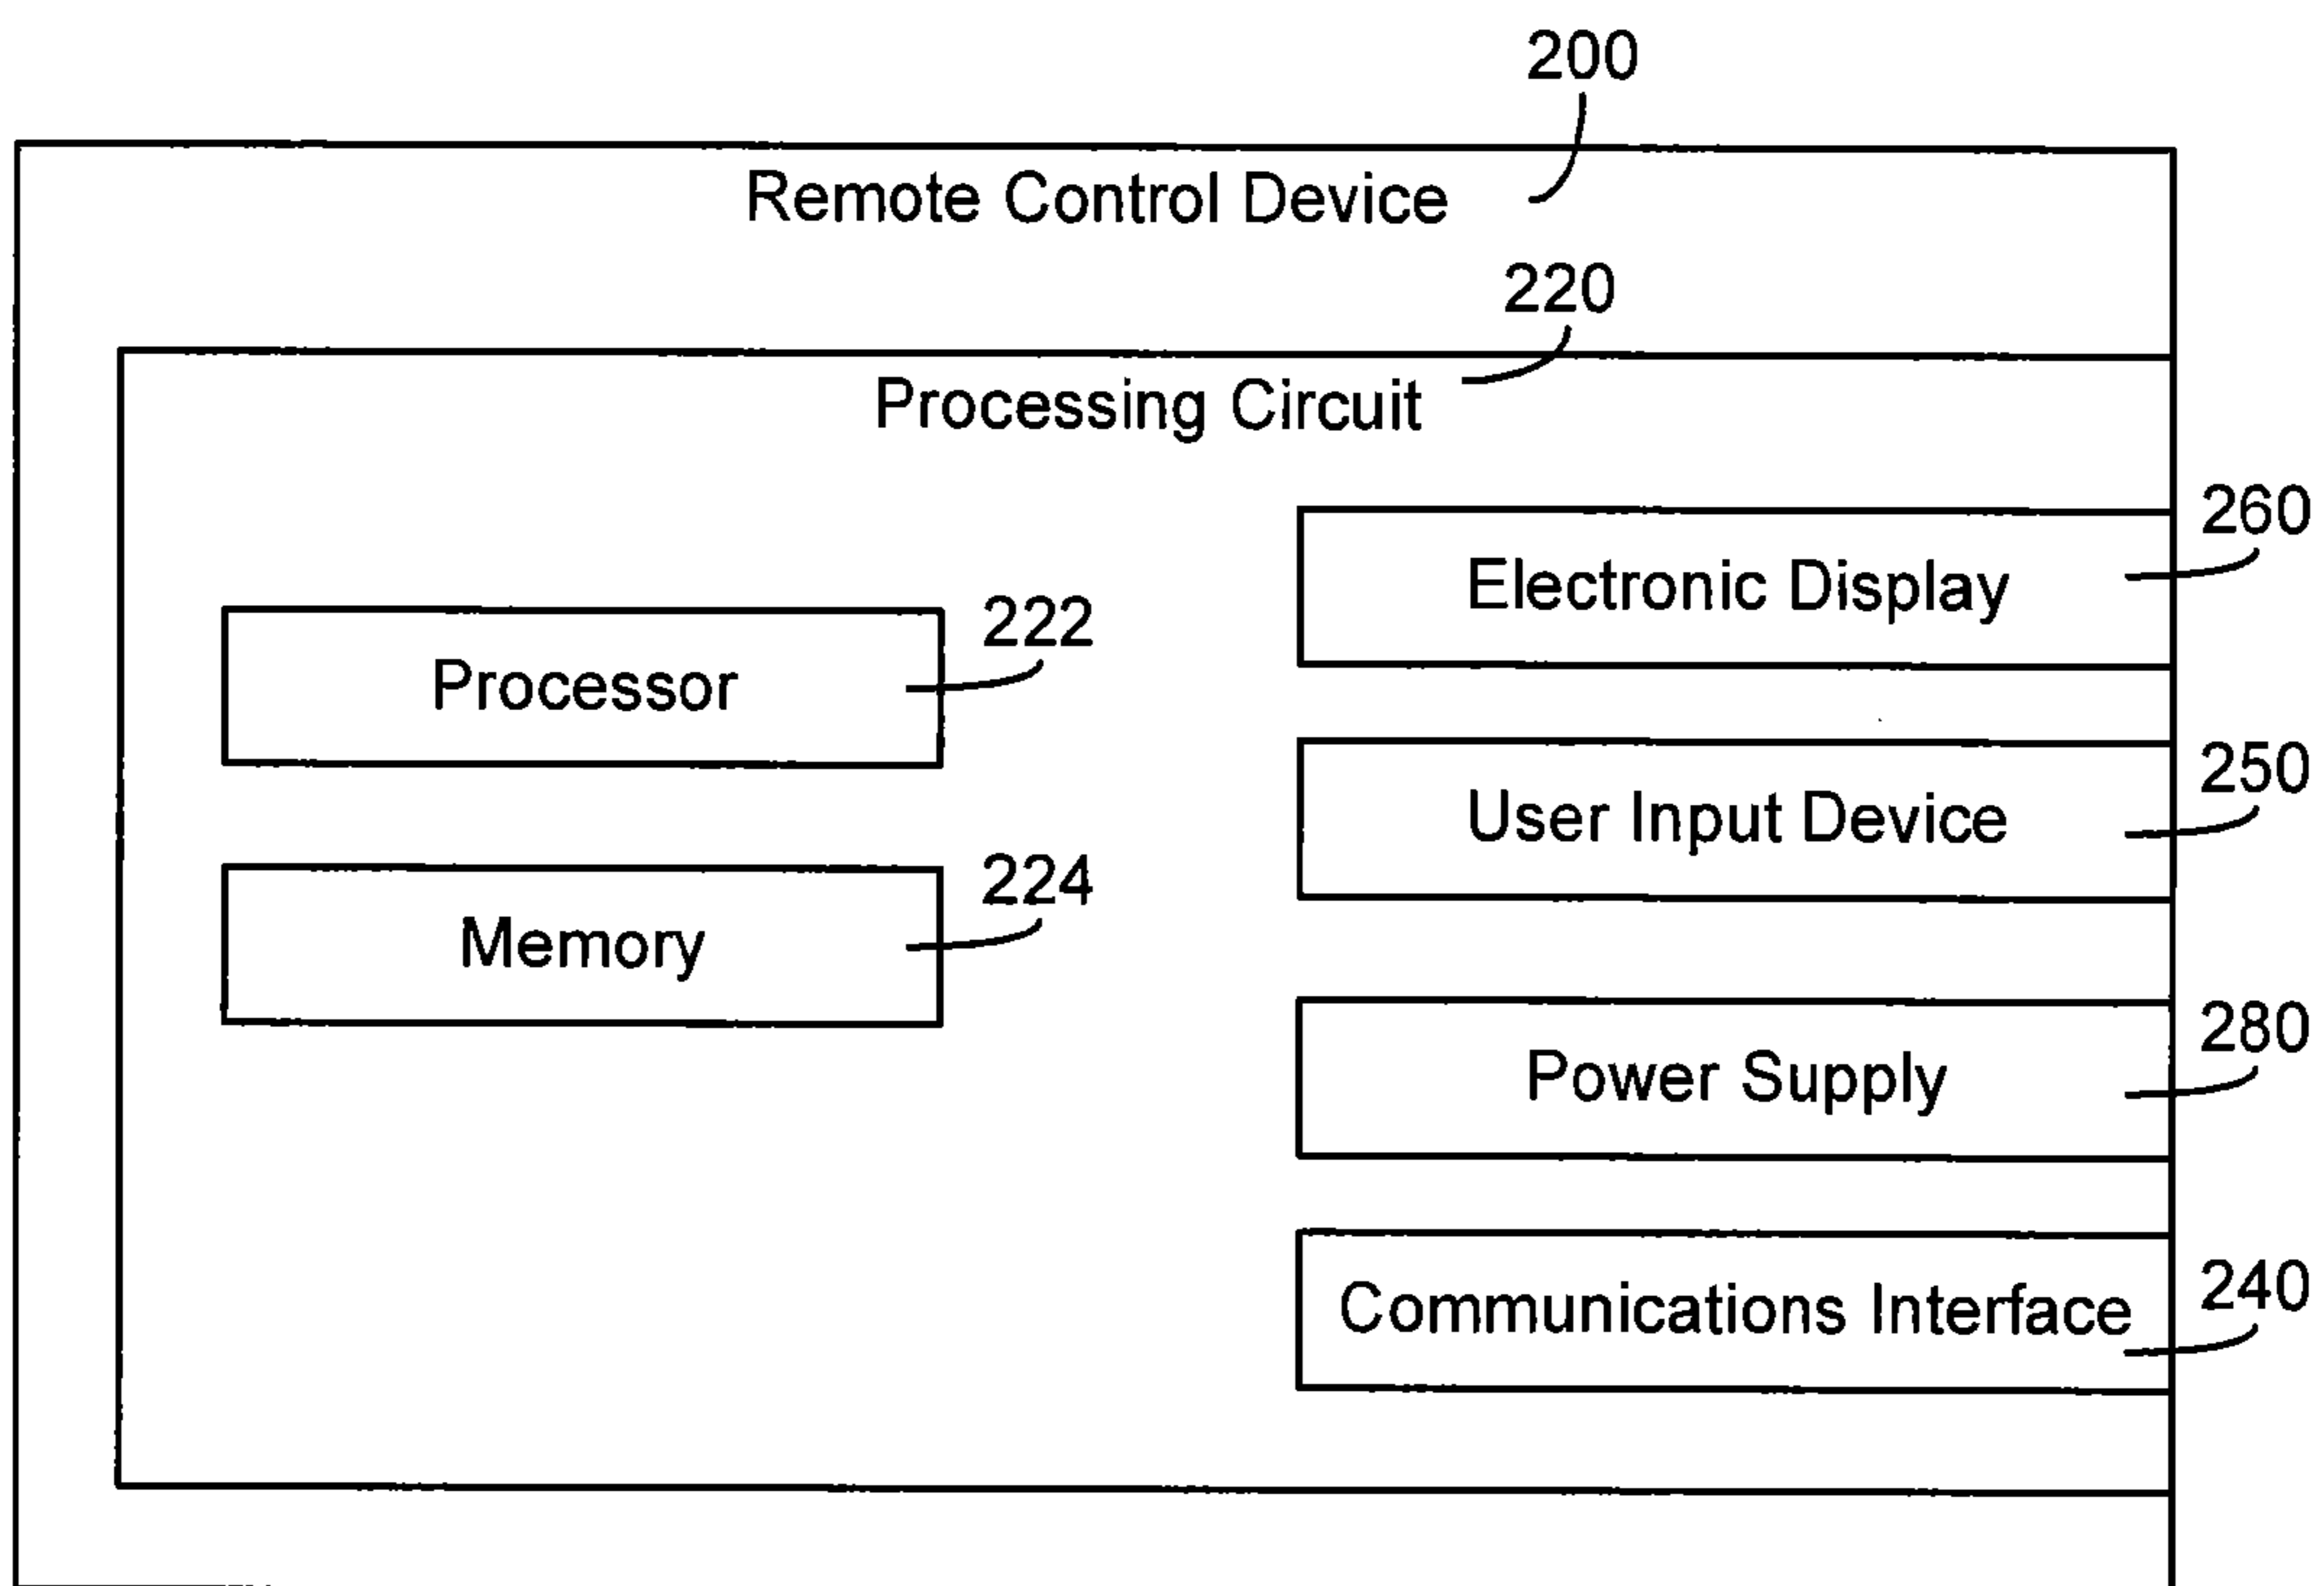 200
Remote Control Device
220
Processing Circuit
260
Electronic Display
222
Processor
250
User Input Device
224
Memory
280
Power Supply
240
Communications Interface